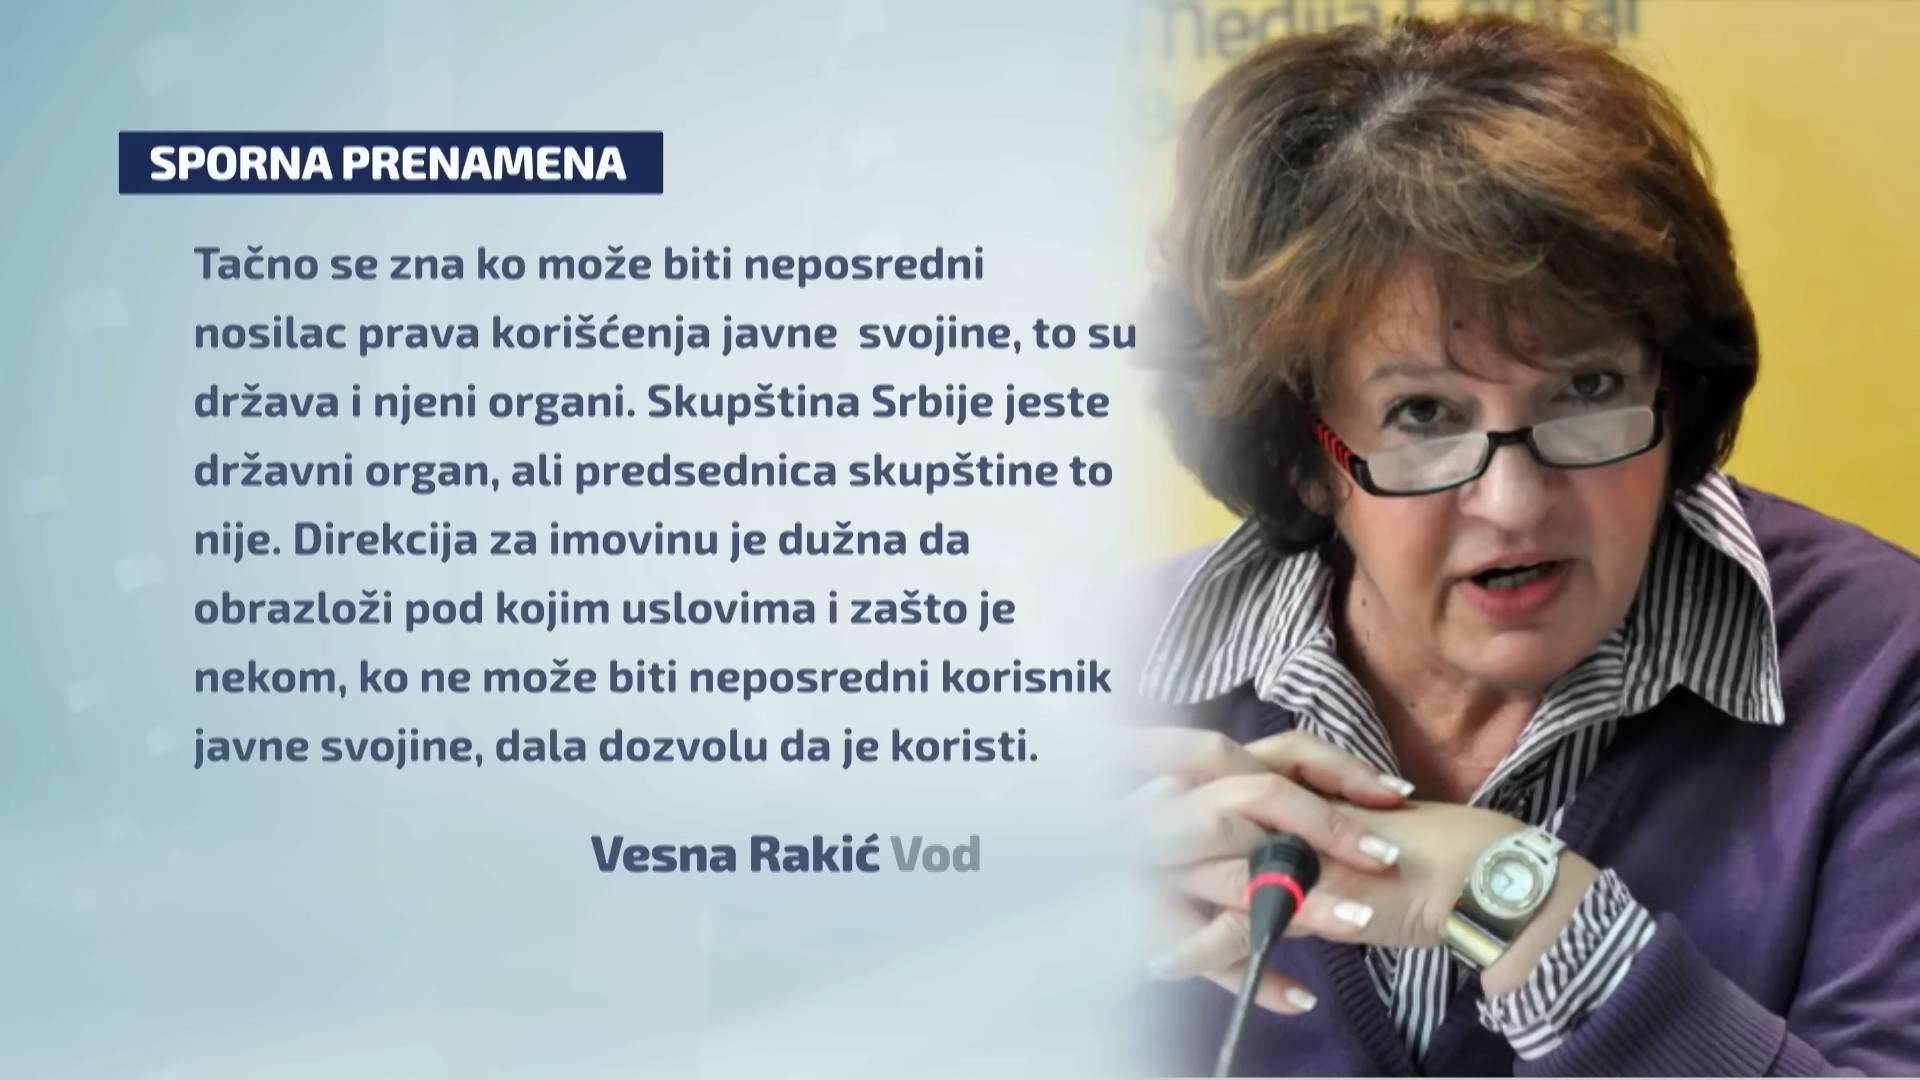 Medija Centar
SPORNA PRENAMENA
Tačno se zna ko može biti neposredni
nosilac prava korišćenja javne  svojine, to su
država i njeni organi. Skupština Srbije jeste
državni organ, ali predsednica skupštine to
nije. Direkcija za imovinu je dužna da
obrazloži pod kojim uslovima i zašto je
nekom, ko ne može biti neposredni korisnik
javne svojine, dala dozvolu da je koristi.
Vesna Rakić Vod